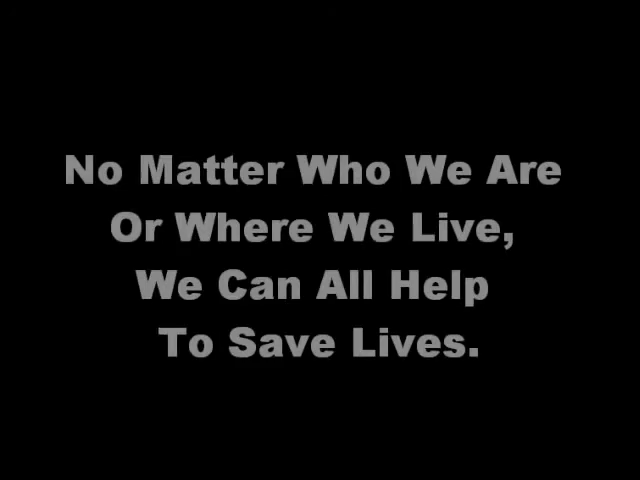 No Matter Who We Are
Or Where We Live,
We Can All Help
To Save Lives.